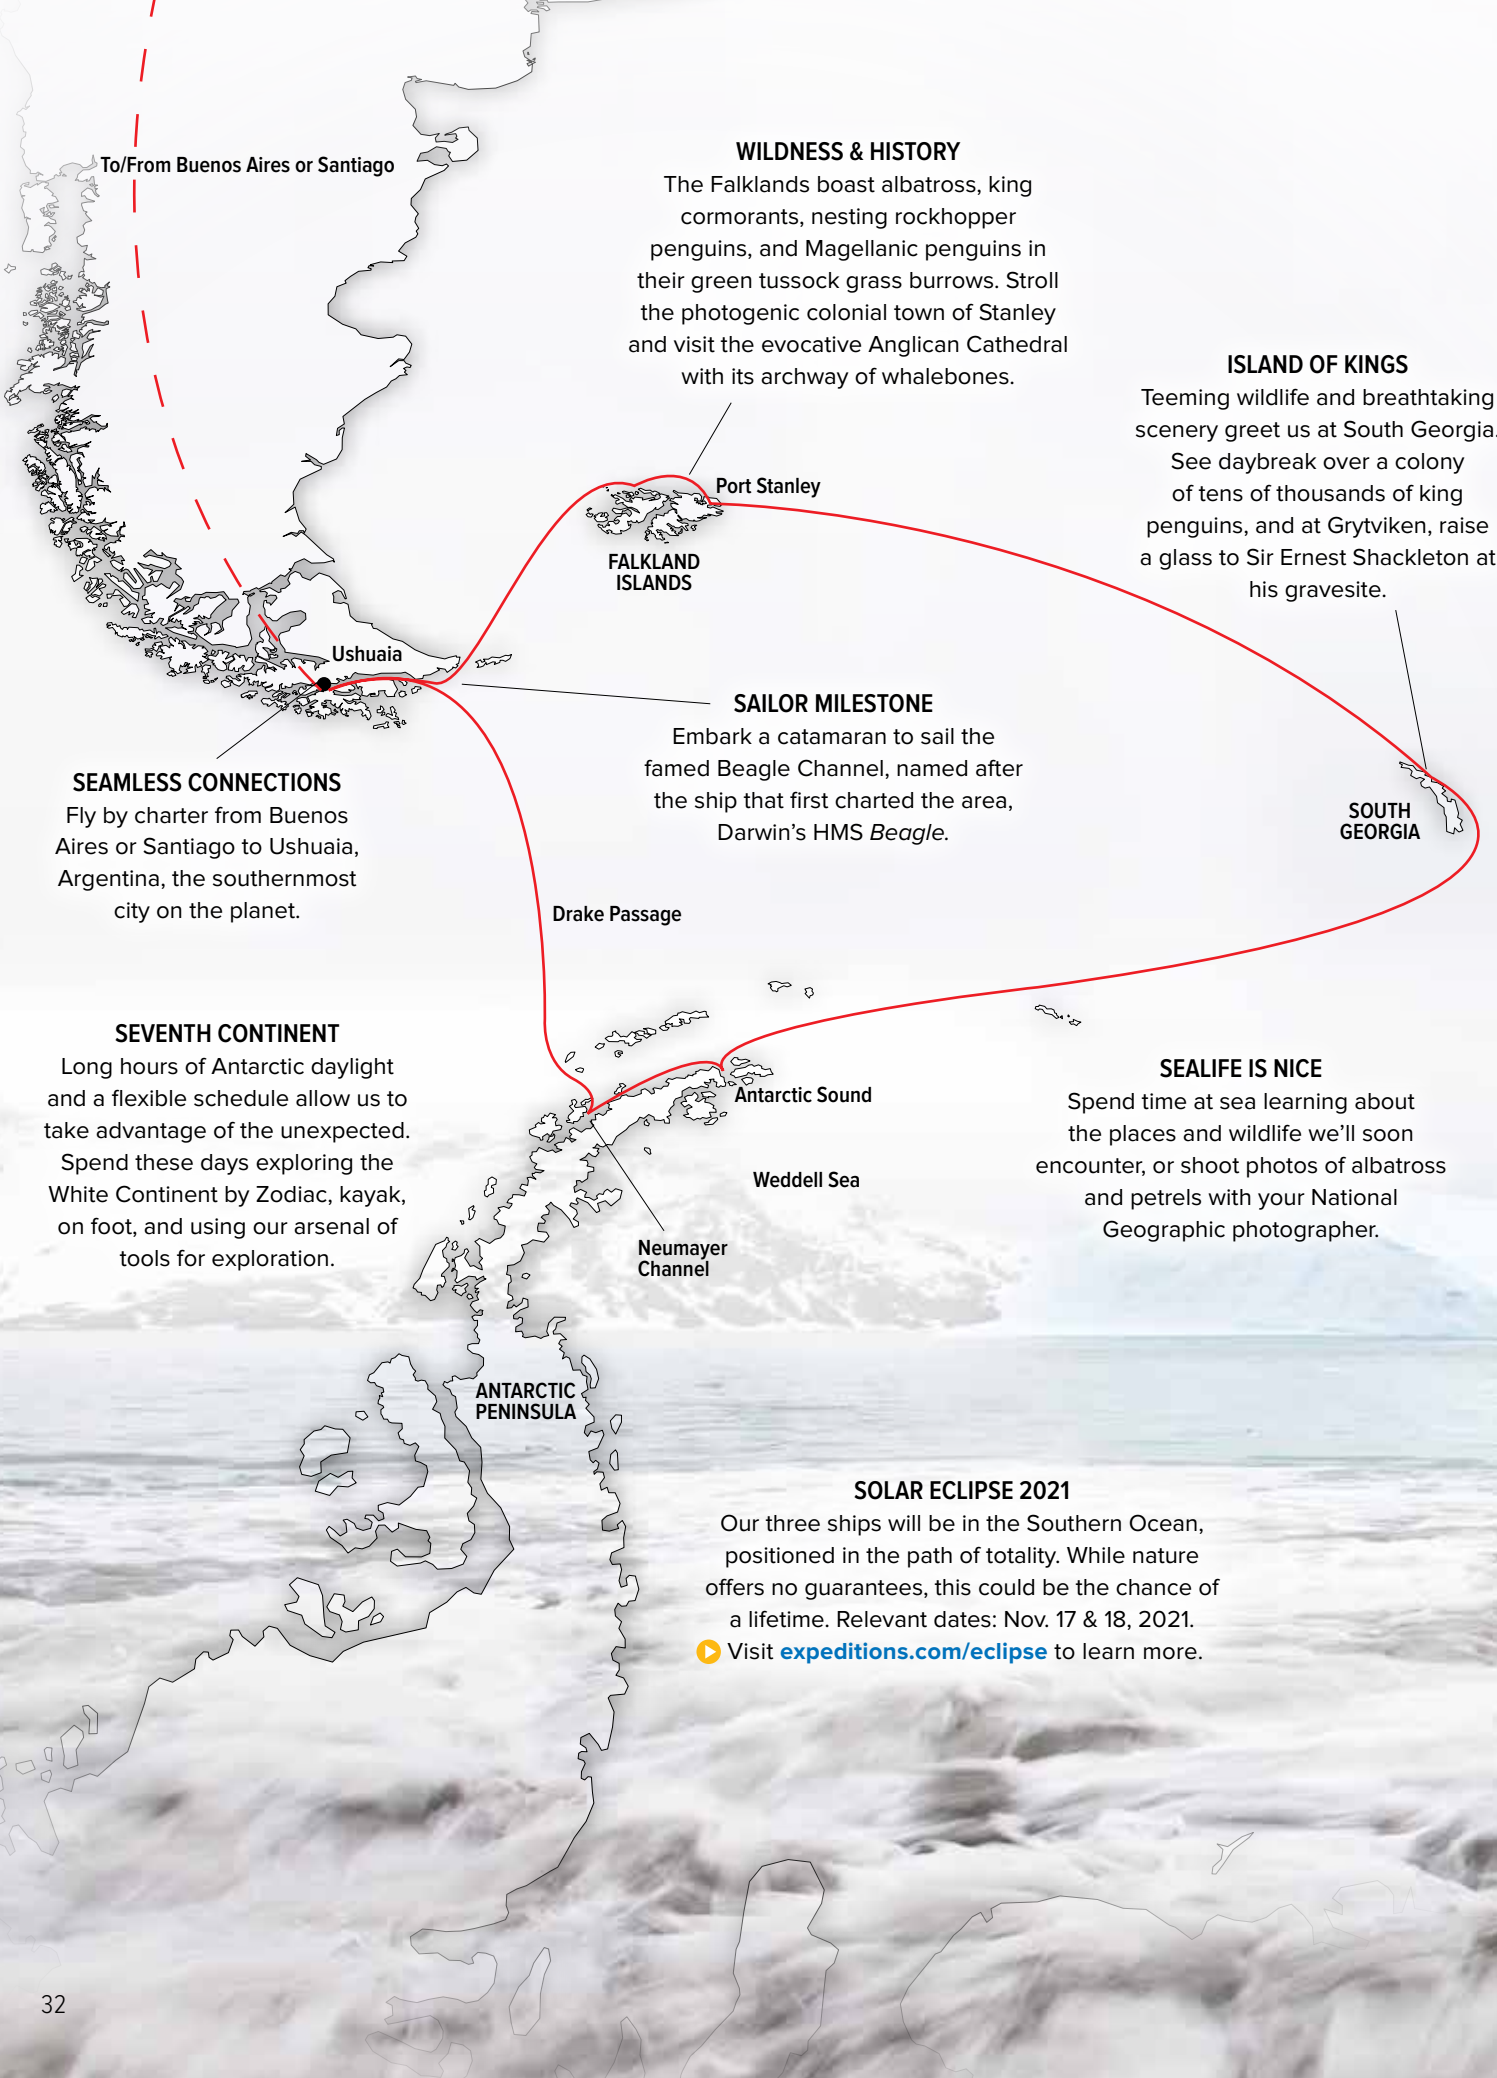 To/From Buenos Aires or Santiago
WILDNESS & HISTORY
The Falklands boast albatross, king
cormorants, nesting rockhopper
penguins, and Magellanic penguins in
their green tussock grass burrows. Stroll
the photogenic colonial town of Stanley
and visit the evocative Anglican Cathedral
with its archway of whalebones.
ISLAND OF KINGS
Teeming wildlife and breathtaking
scenery greet us at South Georgia.
See daybreak over a colony
of tens of thousands of king
penguins, and at Grytviken, raise
a glass to Sir Ernest Shackleton at
his gravesite.
Port Stanley
FALKLAND
ISLANDS
Ushuaia
SAILOR MILESTONE
Embark a catamaran to sail the
famed Beagle Channel, named after
the ship that first charted the area,
Darwin's HMS Beagle.
SEAMLESS CONNECTIONS
Fly by charter from Buenos
Aires or Santiago to Ushuaia,
Argentina, the southernmost
city on the planet.
SOUTH
GEORGIA
Drake Passage
SEVENTH CONTINENT
Long hours of Antarctic daylight
and a flexible schedule allow us to
take advantage of the unexpected.
Spend these days exploring the
White Continent by Zodiac, kayak,
on foot, and using our arsenal of
tools for exploration.
Antarctic Sound
Weddell Sea
Neumayer
Channel
SEALIFE IS NICE
Spend time at sea learning about
the places and wildlife we'll soon
encounter, or shoot photos of albatross
and petrels with your National
Geographic photographer.
ANTARCTIC
PENINSULA
SOLAR ECLIPSE 2021
Our three ships will be in the Southern Ocean,
positioned in the path of totality. While nature
offers no guarantees, this could be the chance of
a lifetime. Relevant dates: Nov. 17 & 18, 2021.
Visit expeditions.com/eclipse to learn more.
32